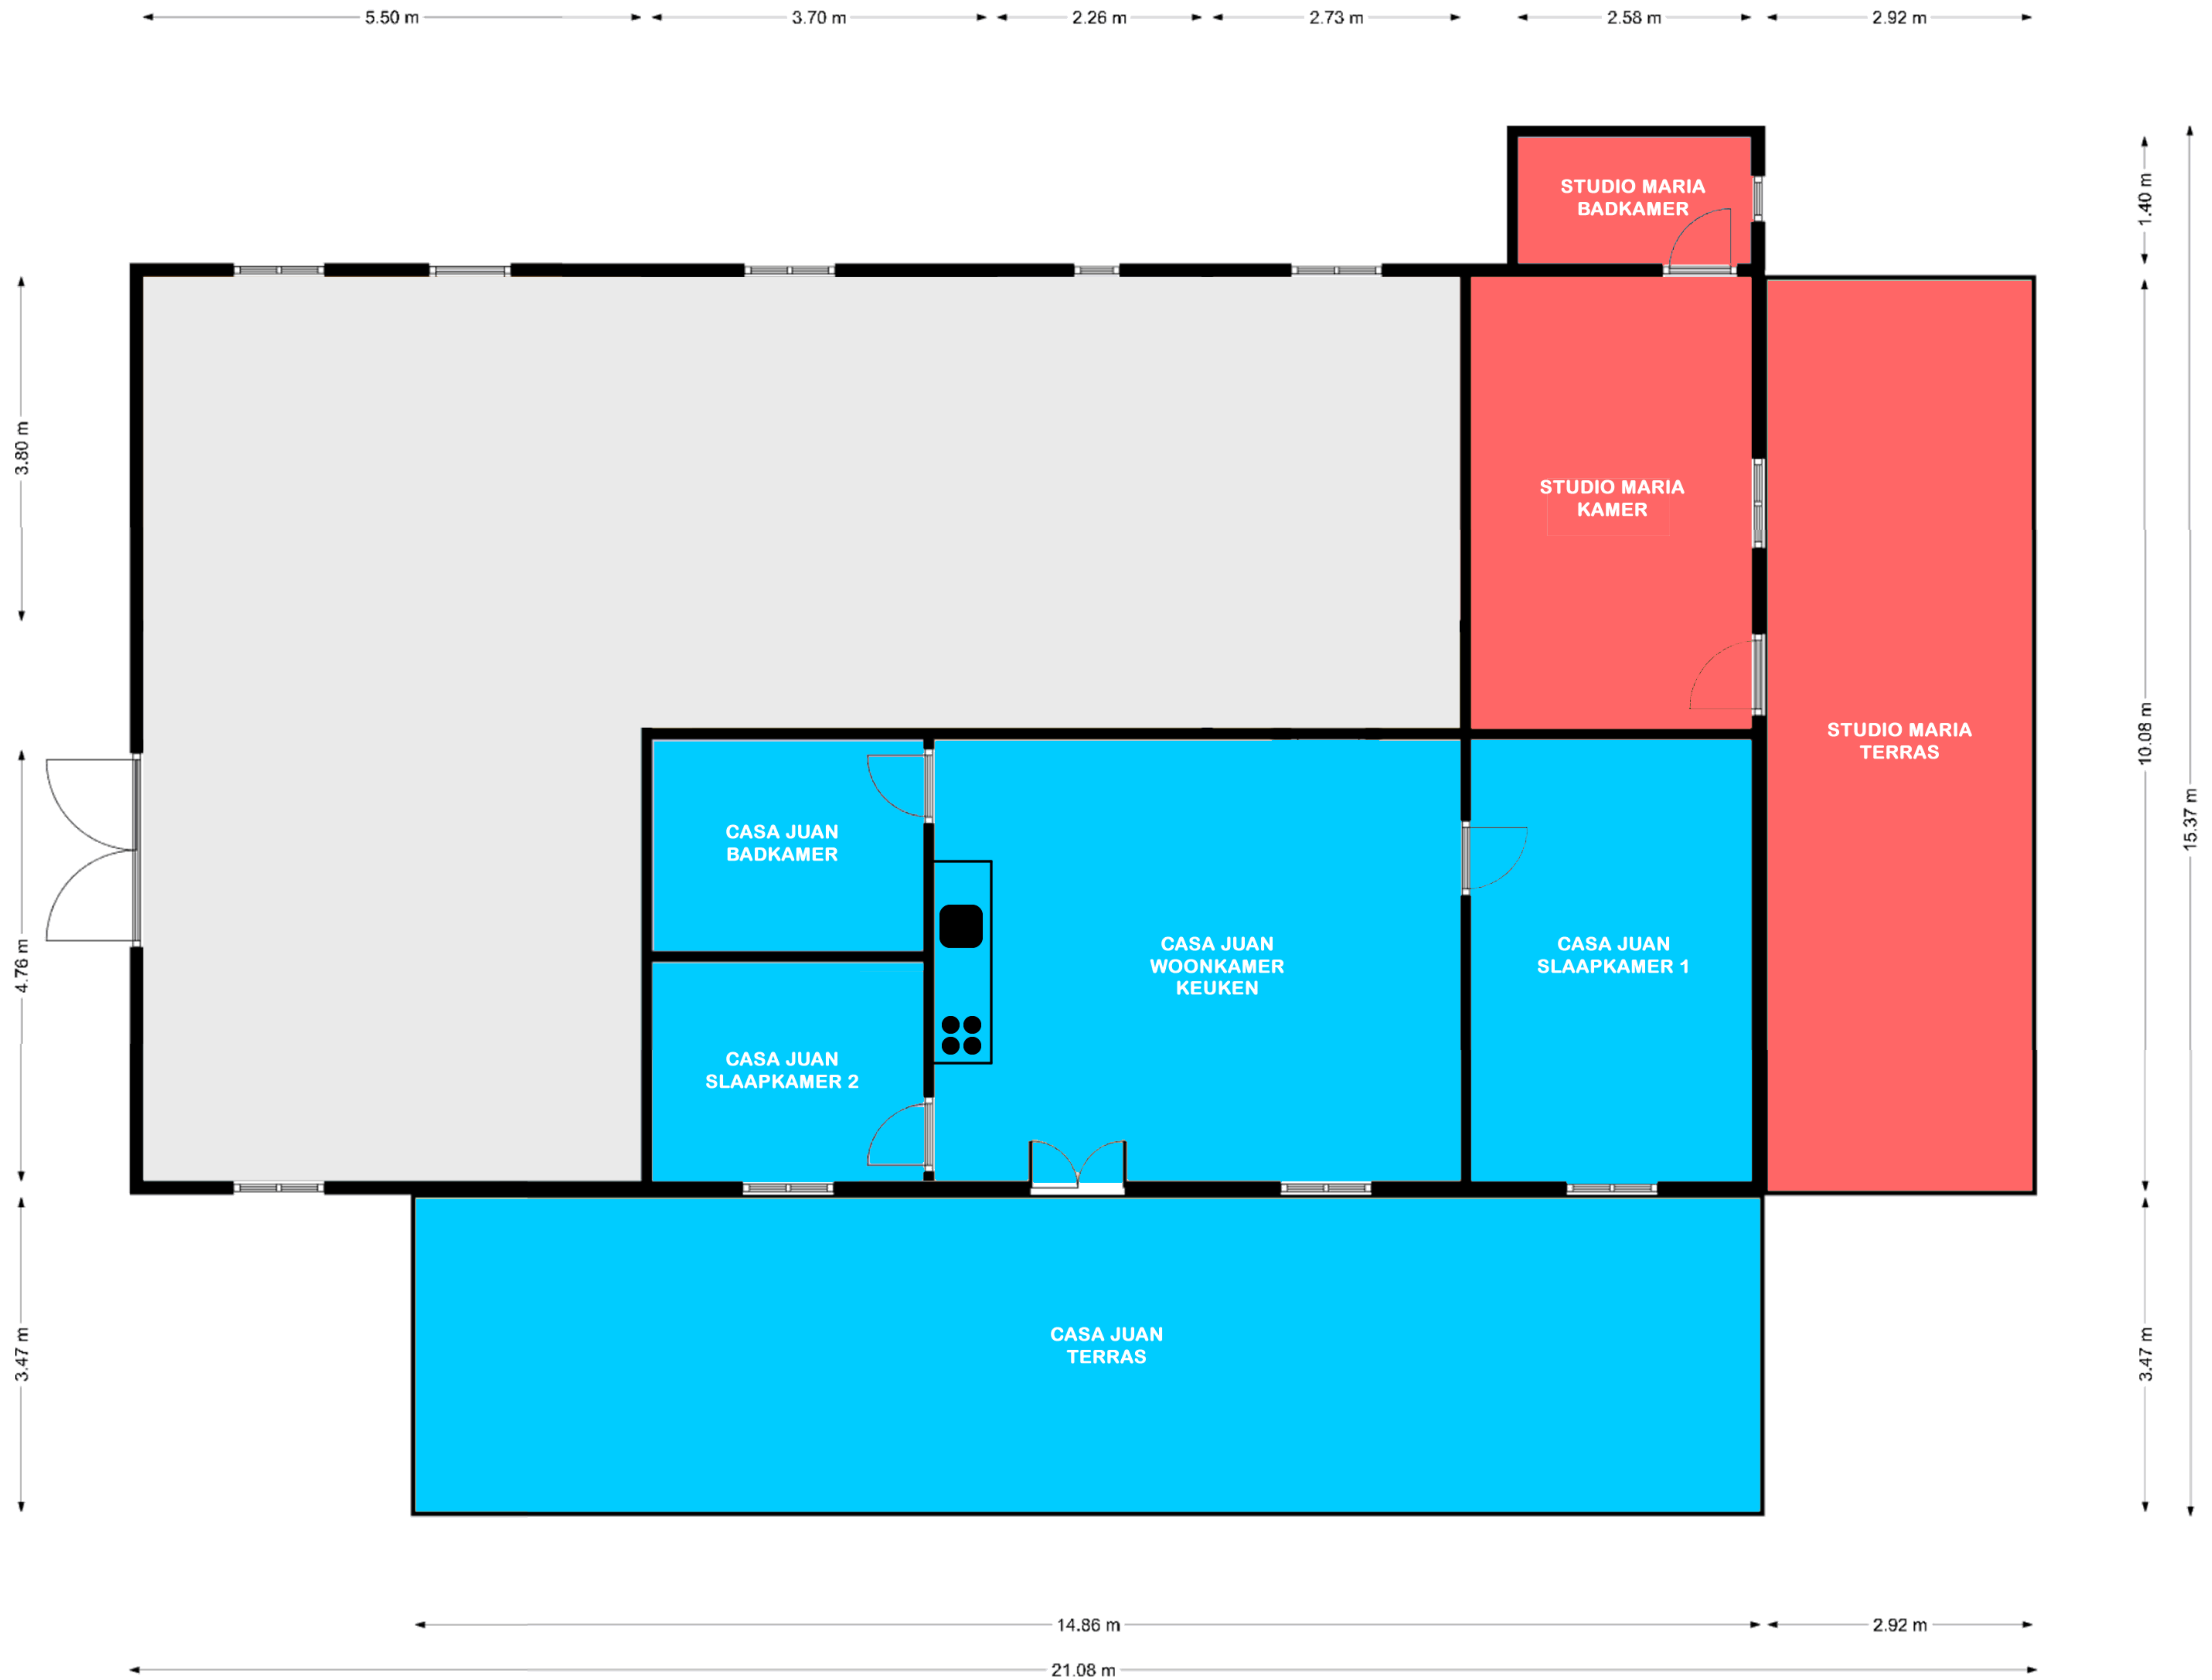 5.50 m
3.70 m
2.26 m
2.73 m
2.58 m
2.92 m
STUDIO MARIA
BADKAMER
1.40 m
3.80 m
STUDIO MARIA
KAMER
STUDIO MARIA
TERRAS
10.08 m
15.37 m
CASA JUAN
BADKAMER
4.76 m
CASA JUAN
WOONKAMER
KEUKEN
CASA JUAN
SLAAPKAMER 1
CASA JUAN
SLAAPKAMER 2
3.47 m
CASA JUAN
TERRAS
3.47 m
14.86 m
2.92 m
21.08 m